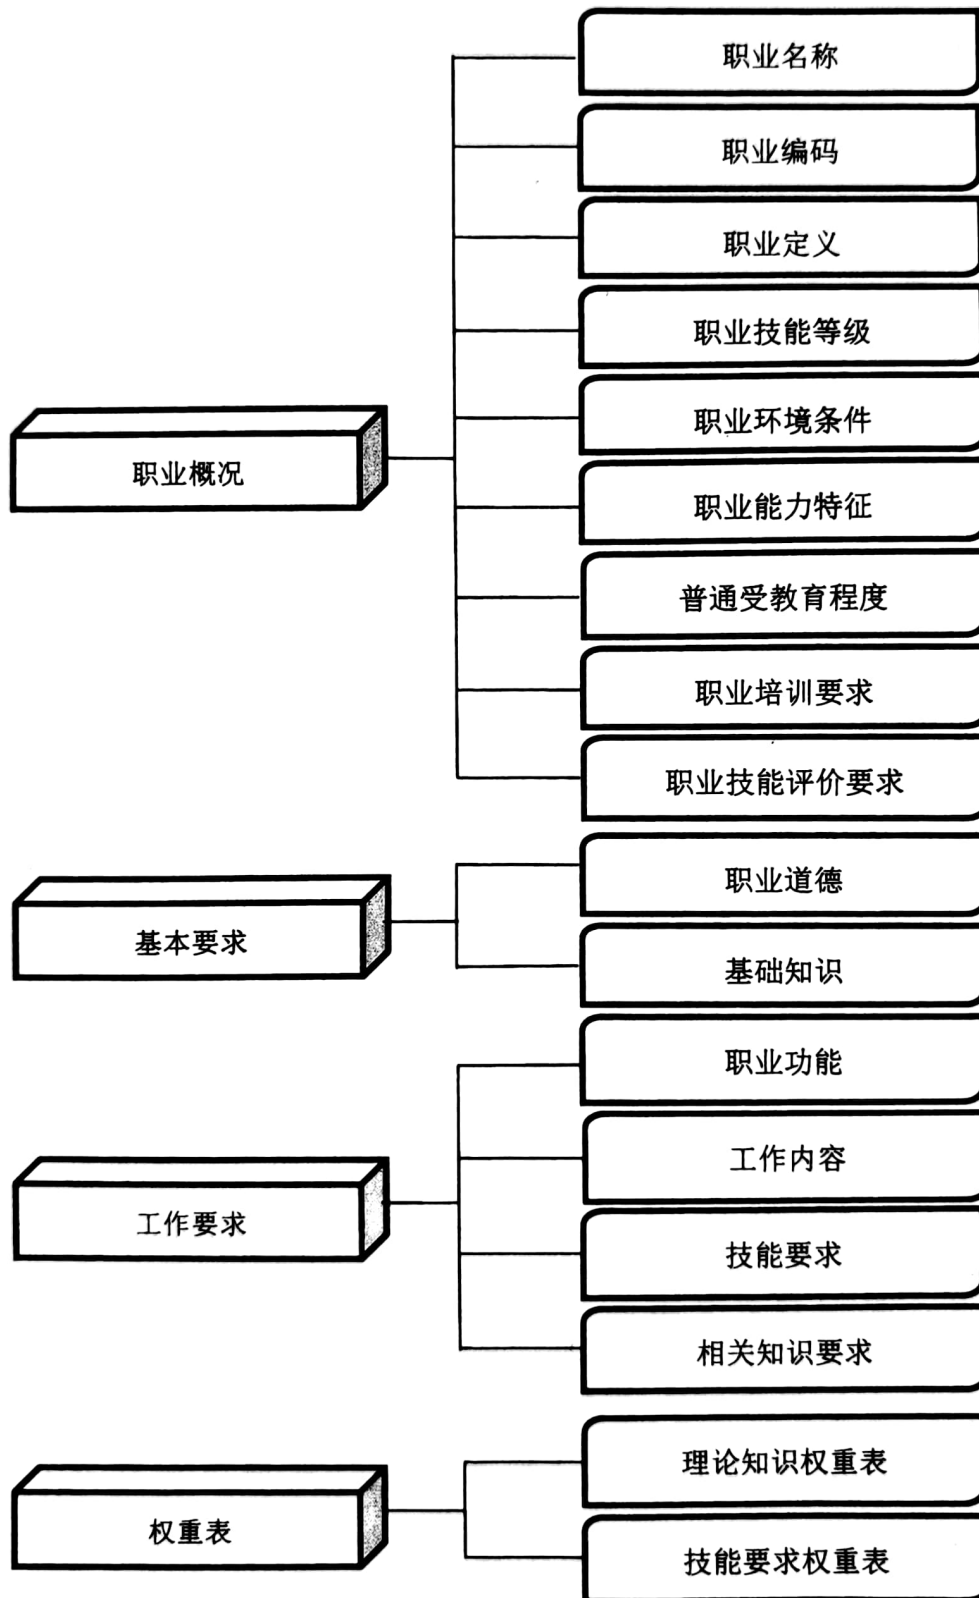 职业名称
职业编码
职业定义
职业技能等级
职业环境条件
职业概况
职业能力特征
普通受教育程度
职业培训要求
职业技能评价要求
职业道德
基本要求
基础知识
职业功能
工作内容
工作要求
技能要求
相关知识要求
理论知识权重表
权重表
技能要求权重表